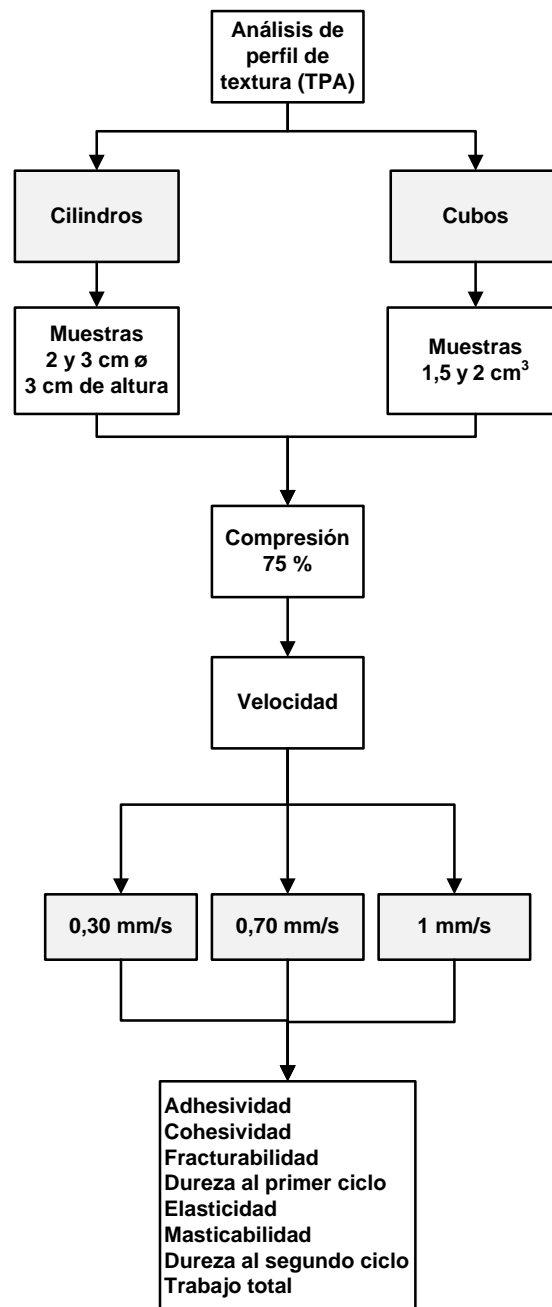 Análisis de
perfil de
textura (TPA)
Cilindros
Cubos
Muestras
2 y 3 cm ø
3 cm de altura
Muestras
1,5 y 2 cm³
Compresión
75 %
Velocidad
0,30 mm/s
0,70 mm/s
1 mm/s
Adhesividad
Cohesividad
Fracturabilidad
Dureza al primer ciclo
Elasticidad
Masticabilidad
Dureza al segundo ciclo
Trabajo total